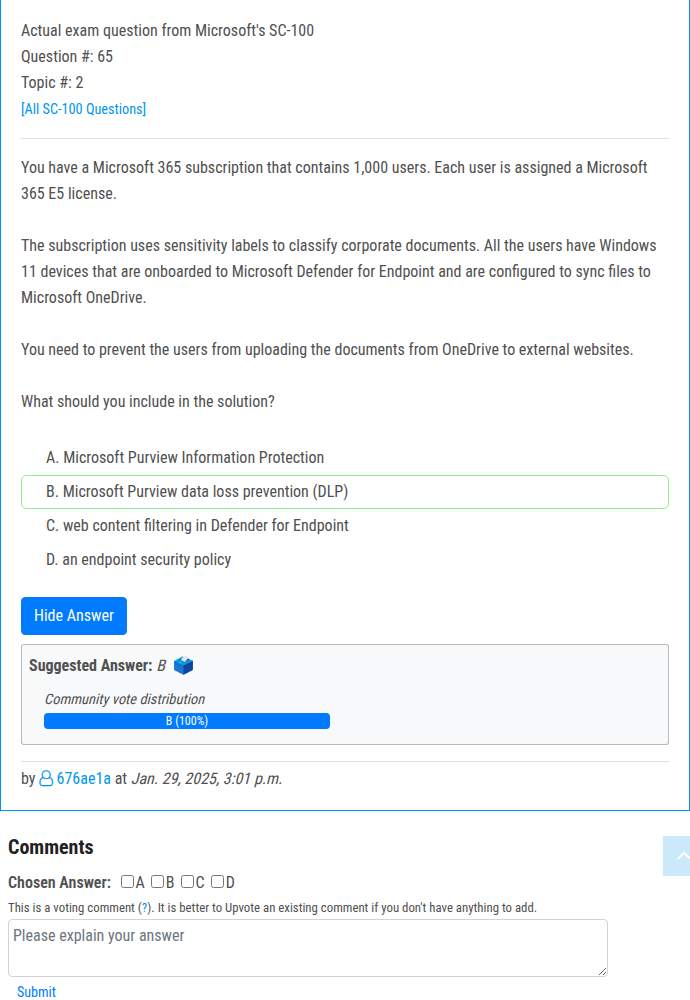 Actual exam question from Microsoft's SC-100
Question #: 65
Topic #: 2
[All SC-100 Questions]
You have a Microsoft 365 subscription that contains 1,000 users. Each user is assigned a Microsoft
365 E5 license.
The subscription uses sensitivity labels to classify corporate documents. All the users have Windows
11 devices that are onboarded to Microsoft Defender for Endpoint and are configured to sync files to
Microsoft OneDrive.
You need to prevent the users from uploading the documents from OneDrive to external websites.
What should you include in the solution?
A. Microsoft Purview Information Protection
B. Microsoft Purview data loss prevention (DLP)
C. web content filtering in Defender for Endpoint
D. an endpoint security policy
Hide Answer
Suggested Answer: B
Community vote distribution
B (100%)
by 676ae1a at Jan. 29, 2025, 3:01 p.m.
Comments
Chosen Answer: A B C D
This is a voting comment (?). It is better to Upvote an existing comment if you don't have anything to add.
Please explain your answer
Submit